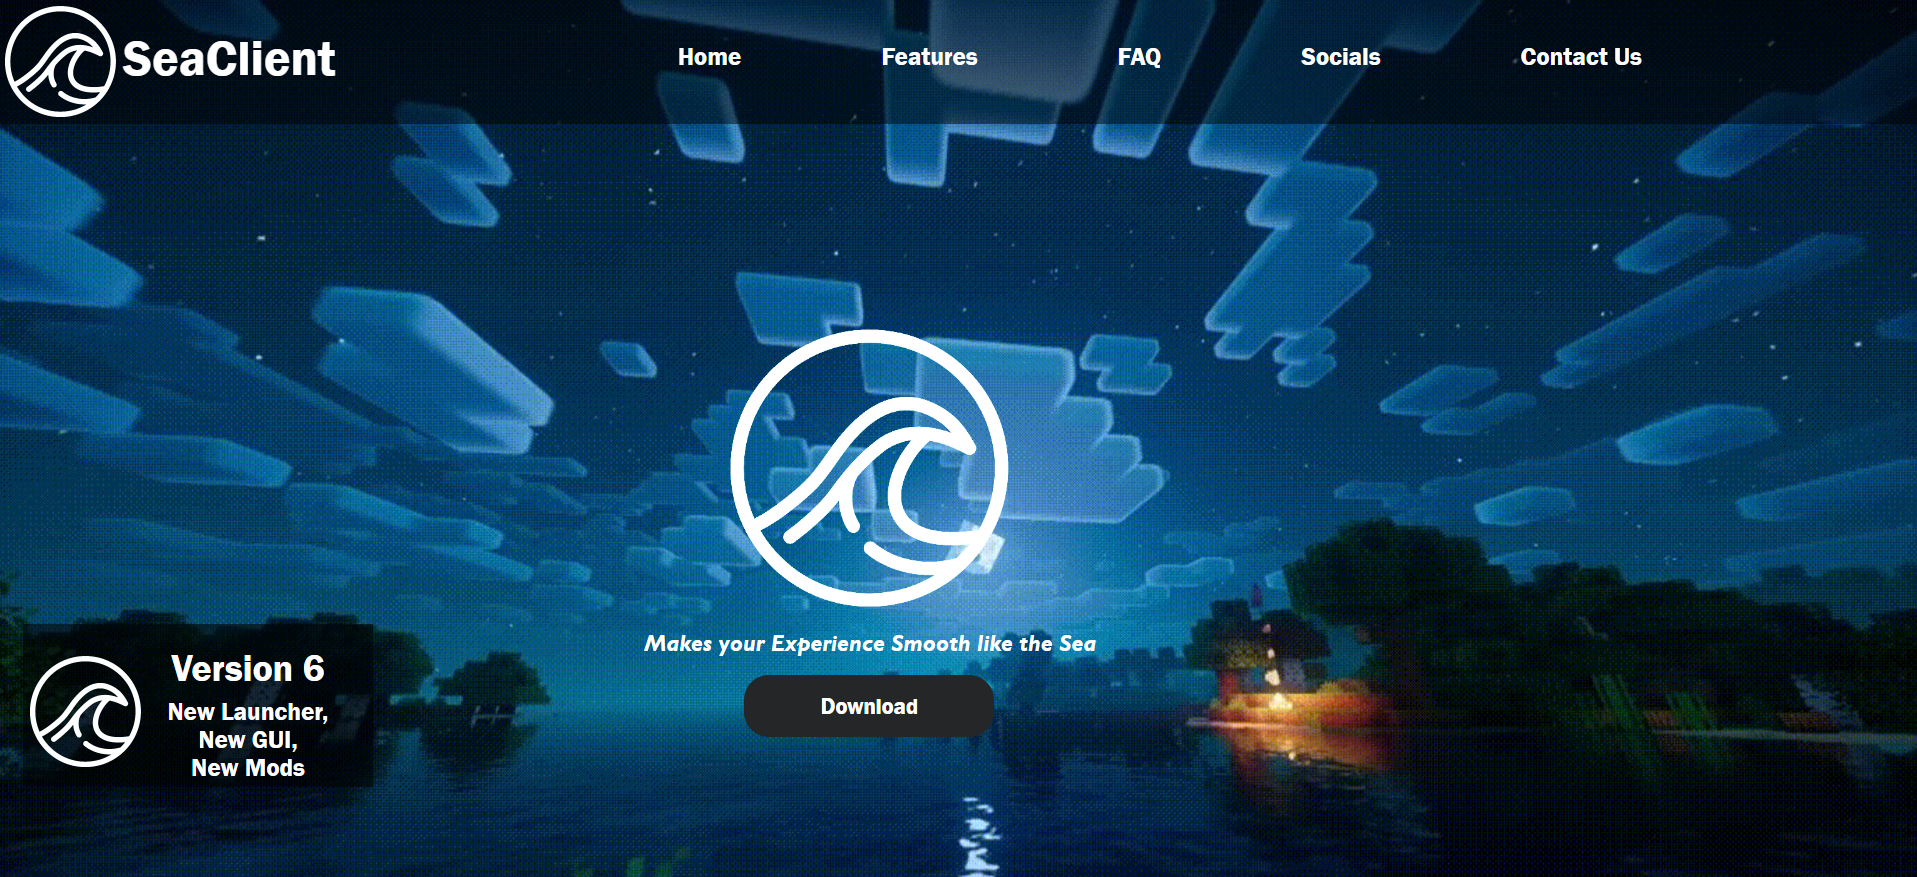 SeaClient
Home
Features
FAQ
Socials
Contact Us
Makes your Experience Smooth like the Sea
Download
Version 6
New Launcher,
New GUI,
New Mods